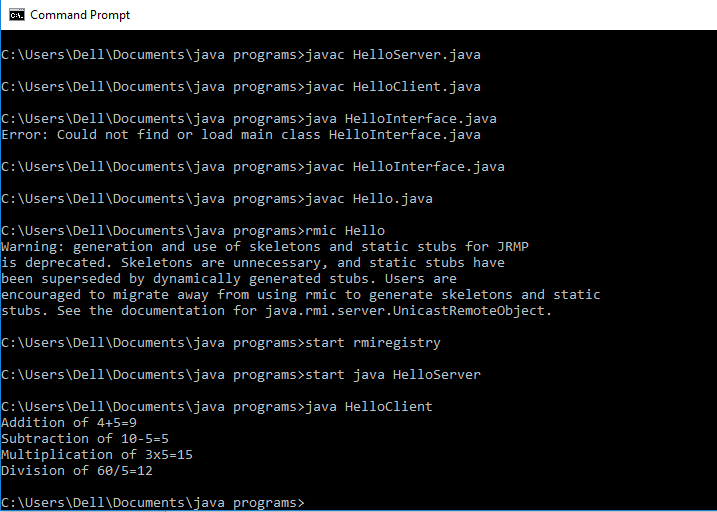 Command Prompt
C:\Users\Dell\Documents\java programs>javac HelloServer.java
C:\Users\Dell\Documents\java programs>javac HelloClient.java
C:\Users\Dell\Documents\java programs>java HelloInterface.java
Error: Could not find or load main class HelloInterface.java
C:\Users\Dell\Documents\java programs>javac HelloInterface.java
C:\Users\Dell\Documents\java programs>javac Hello.java
C:\Users\Dell\Documents\java programs>rmic Hello
Warning: generation and use of skeletons and static stubs for JRMP
is deprecated. Skeletons are unnecessary, and static stubs have
been superseded by dynamically generated stubs. Users are
encouraged to migrate away from using rmic to generate skeletons and static
stubs. See the documentation for java.rmi.server.UnicastRemoteObject.
C:\Users\Dell\Documents\java programs>start rmiregistry
C:\Users\Dell\Documents\java programs>start java HelloServer
C:\Users\Dell\Documents\java programs>java HelloClient
Addition of 4+5=9
Subtraction of 10-5=5
Multiplication of 3x5=15
Division of 60/5=12
C:\Users\Dell\Documents\java programs>